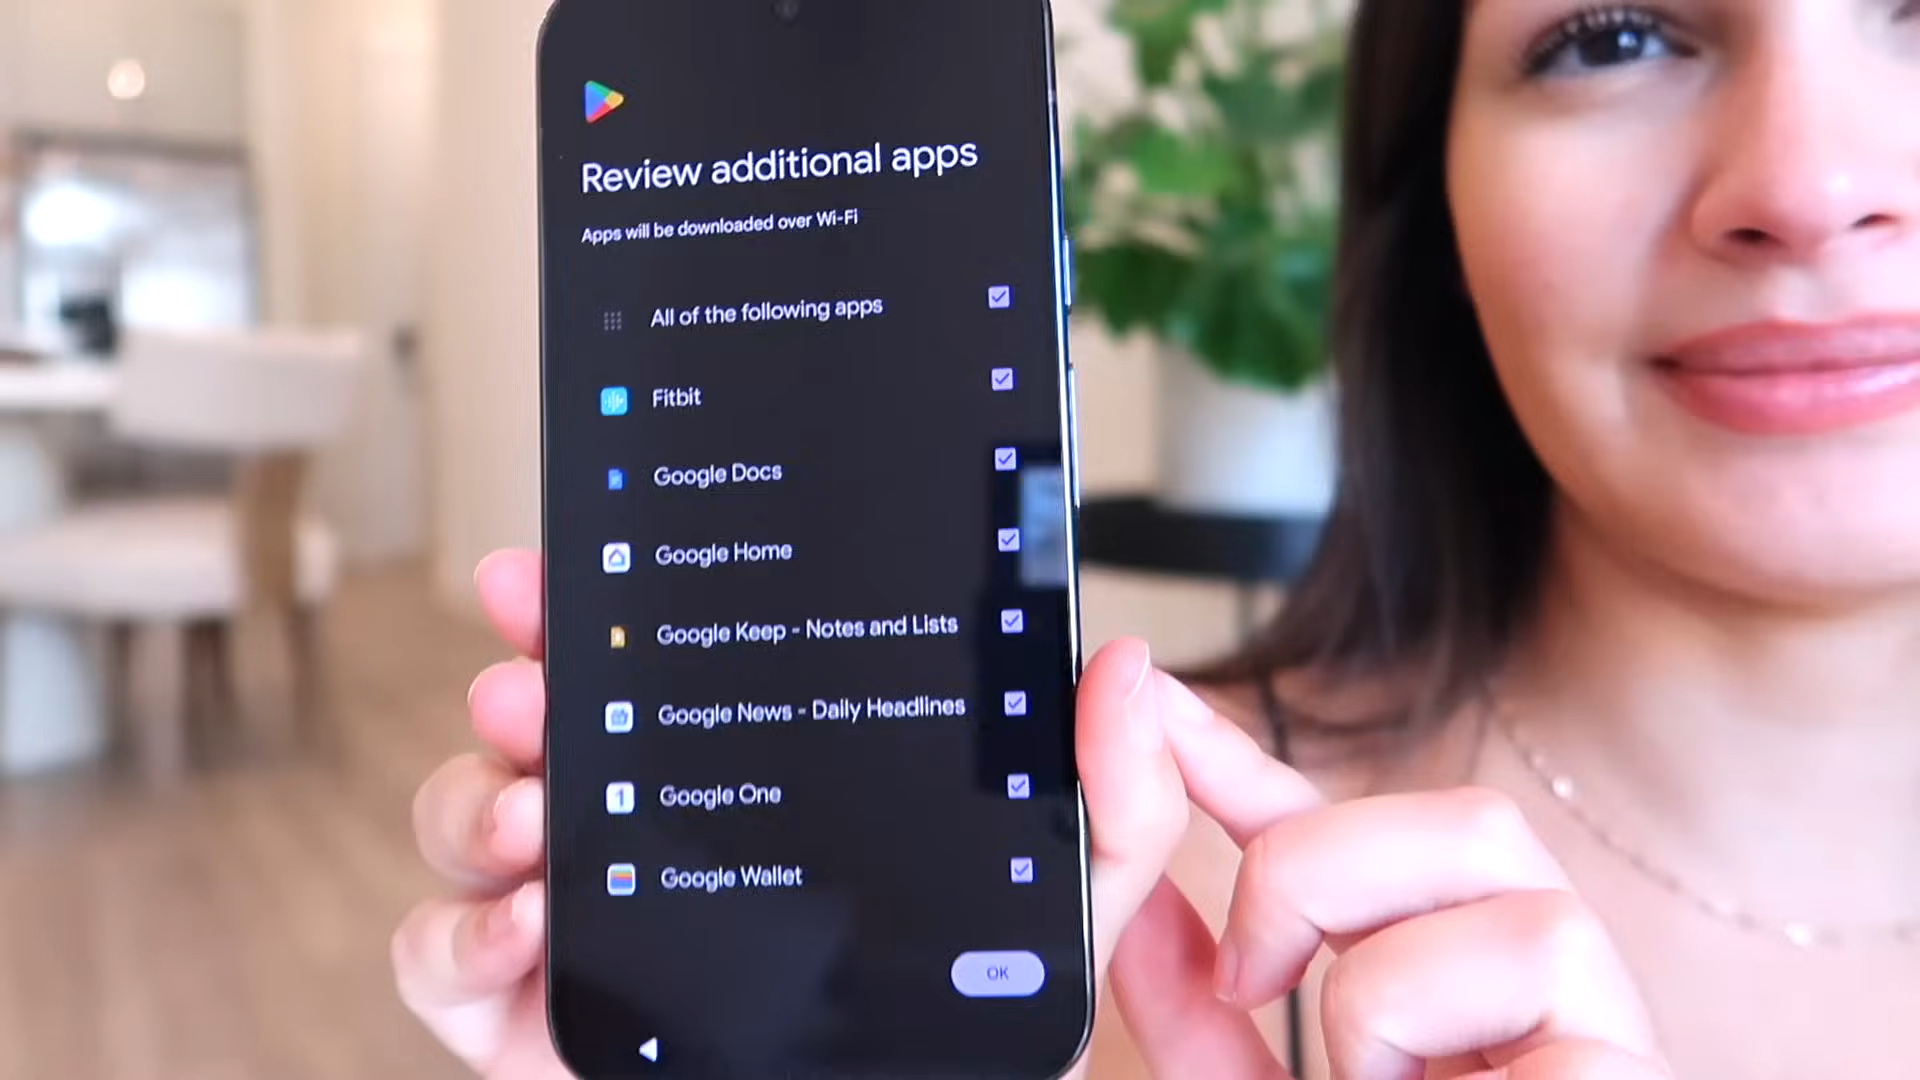 Review additional apps
Apps will be downloaded over Wi-Fi
All of the following apps
Fitbit
Google Docs
Google Home
Google Keep - Notes and Lists
Google News - Daily Headlines
1
Google One
Google Wallet
OK